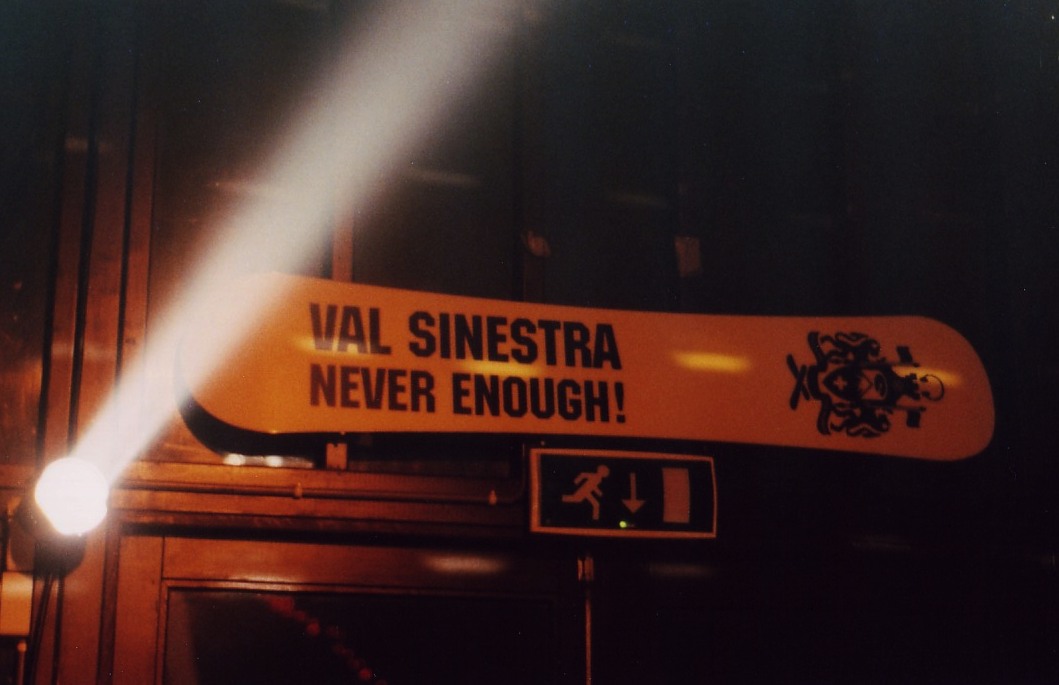 VAL SINESTRA
NEVER ENOUGH!